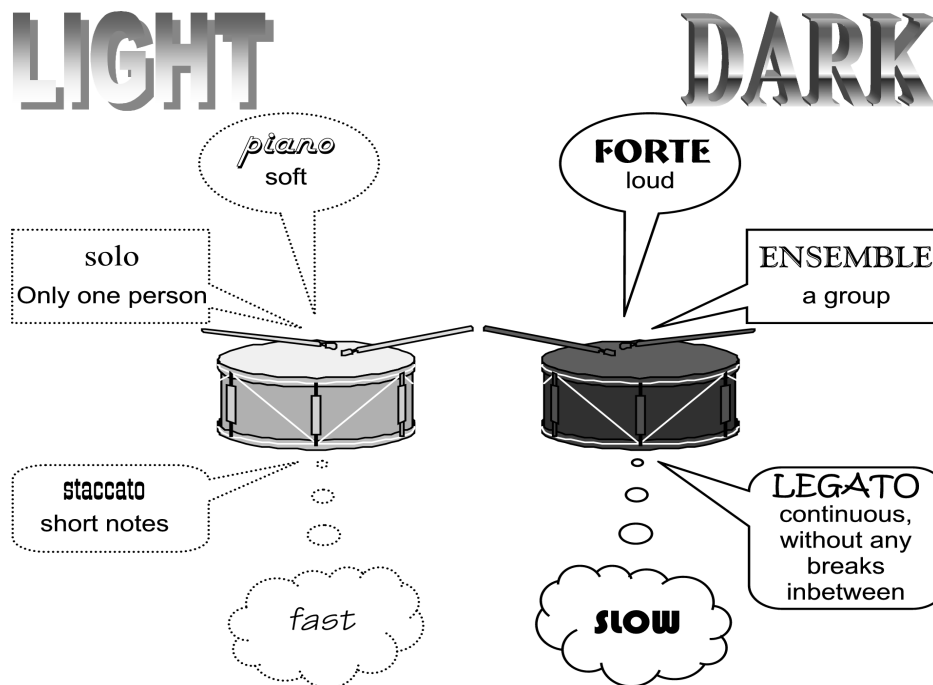 LIGHT
DARK
piano
soft
FORTE
loud
solo
Only one person
ENSEMBLE
a group
staccato
short notes
LEGATO
continuous,
without any
breaks
inbetween
fast
SLOW